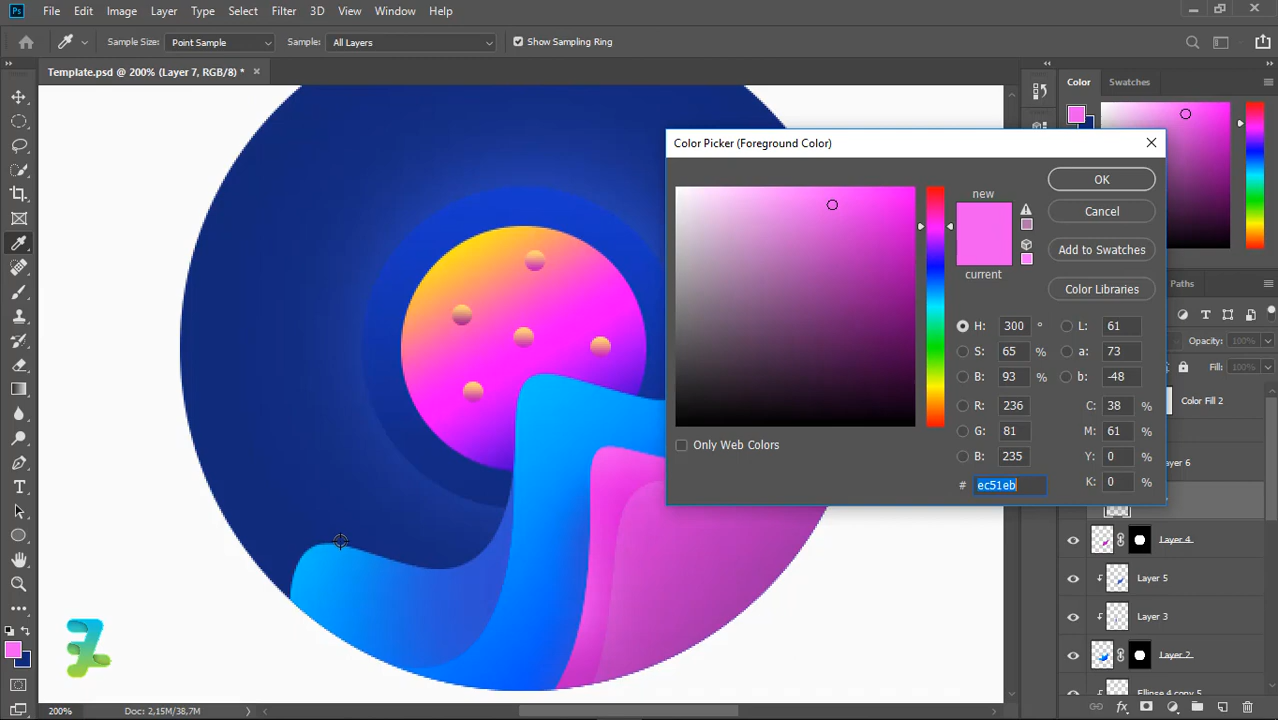 Ps File Edit Image Layer Type Select Filter 3D View Window Help
Sample Size: Point Sample Sample: All Layers Show Sampling Ring
Template.psd @ 200% (Layer 7, RGB/8) *
Color Swatches
Color Picker (Foreground Color)
new
current
OK
Cancel
Add to Swatches
Color Libraries
H: 300 ° L: 61
S: 65 % a: 73
B: 93 % b: -48
R: 236 C: 38 %
G: 81 M: 61 %
B: 235 Y: 0 %
# ec51eb K: 0 %
Only Web Colors
Paths
Opacity: 100%
Fill: 100%
Color Fill 2
Layer 4
Layer 5
Layer 3
Layer 2
Ellipse 4 copy 5
200% Doc: 2,15M/38,7M